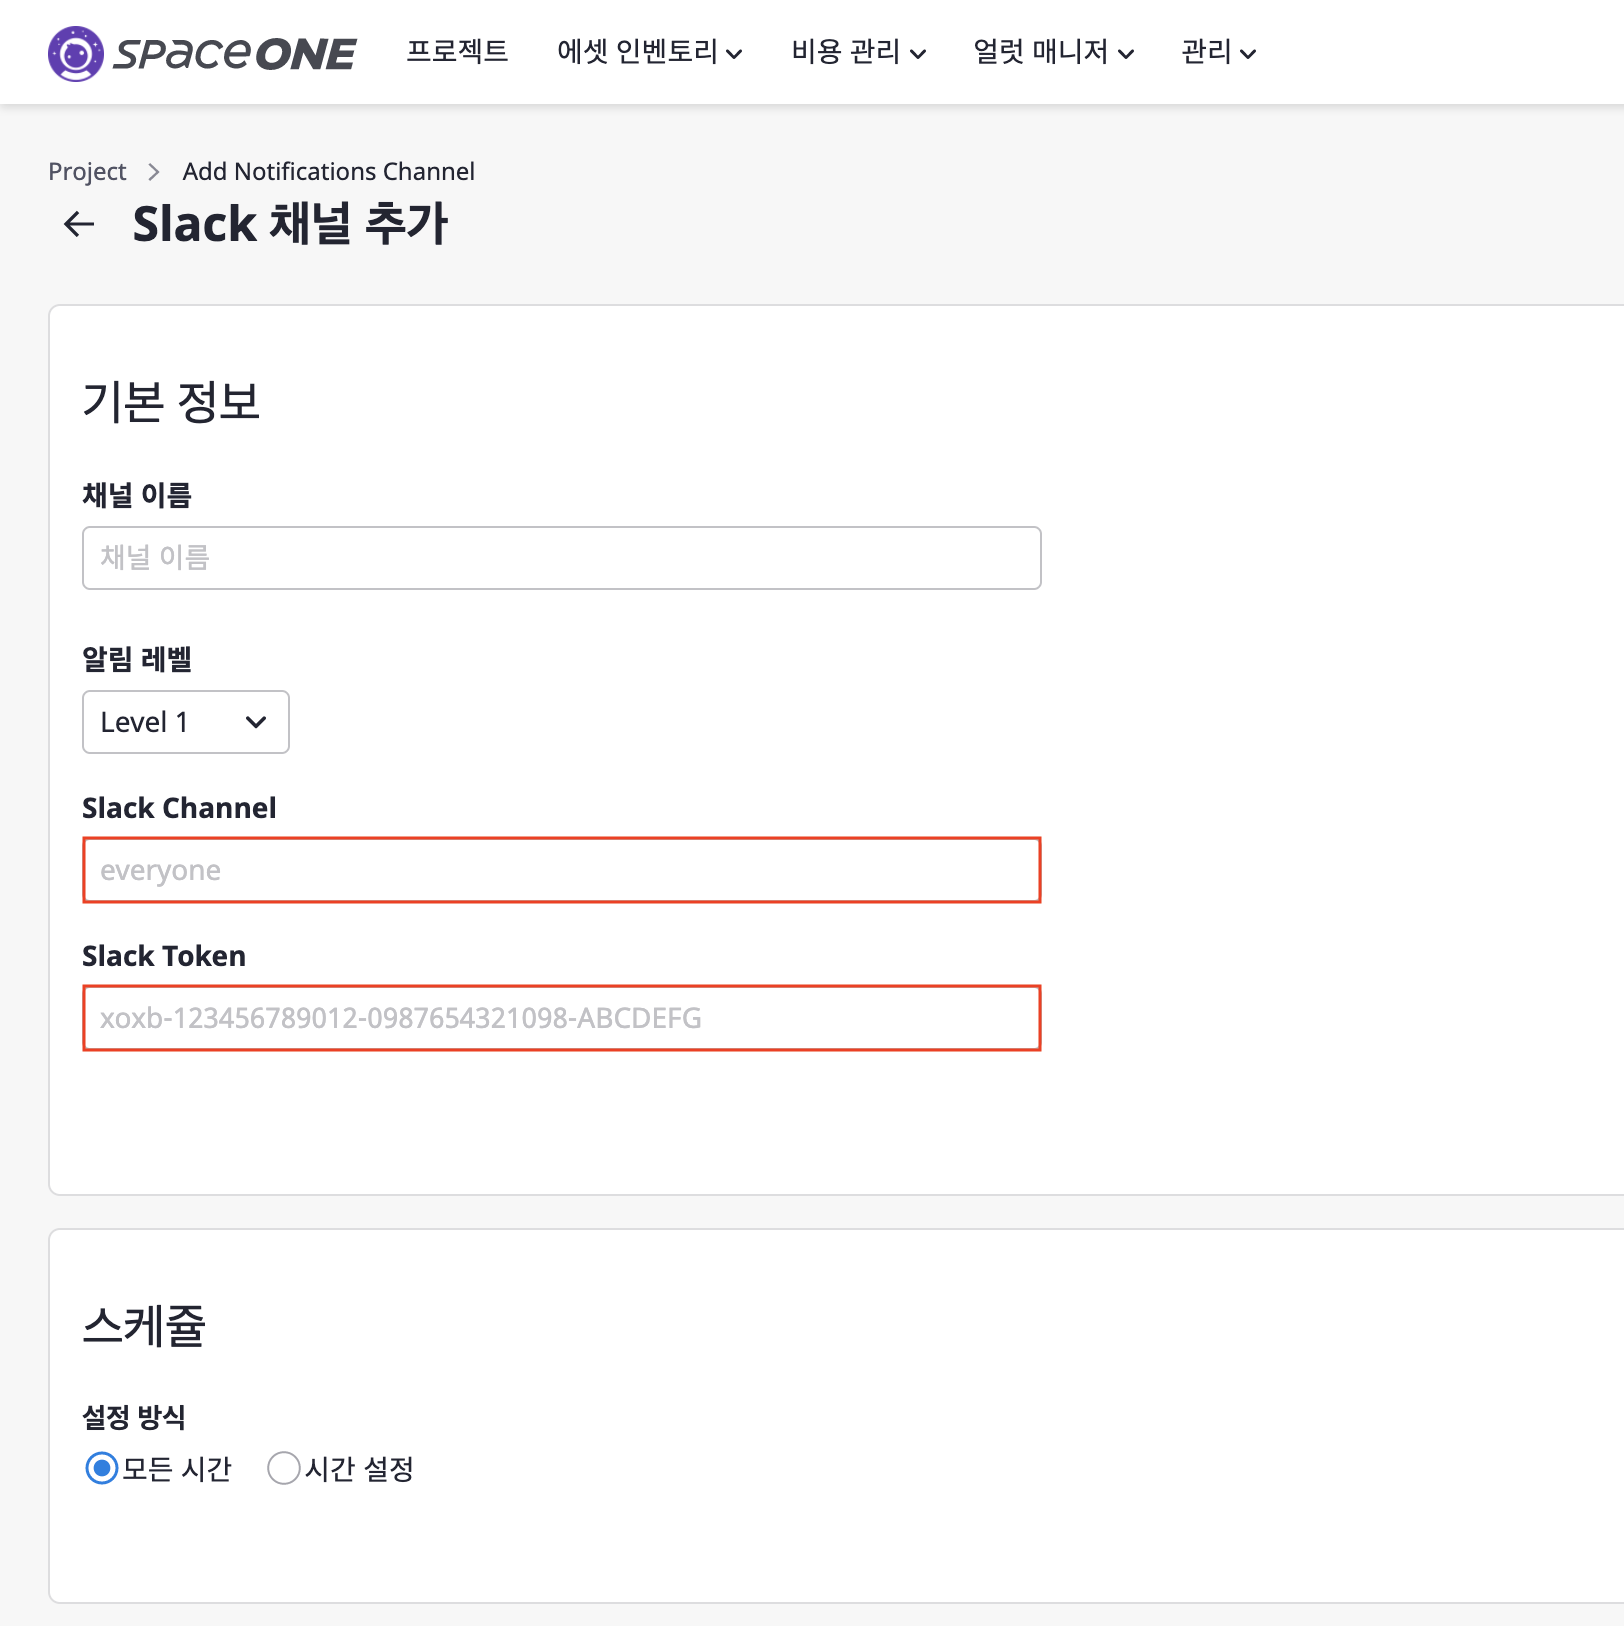 spaceONE 프로젝트 에셋 인벤토리 비용 관리 얼럿 매니저 관리
Project > Add Notifications Channel
← Slack 채널 추가
기본 정보
채널 이름
채널 이름
알림 레벨
Level 1
Slack Channel
everyone
Slack Token
xoxb-123456789012-0987654321098-ABCDEFG
스케쥴
설정 방식
모든 시간 시간 설정